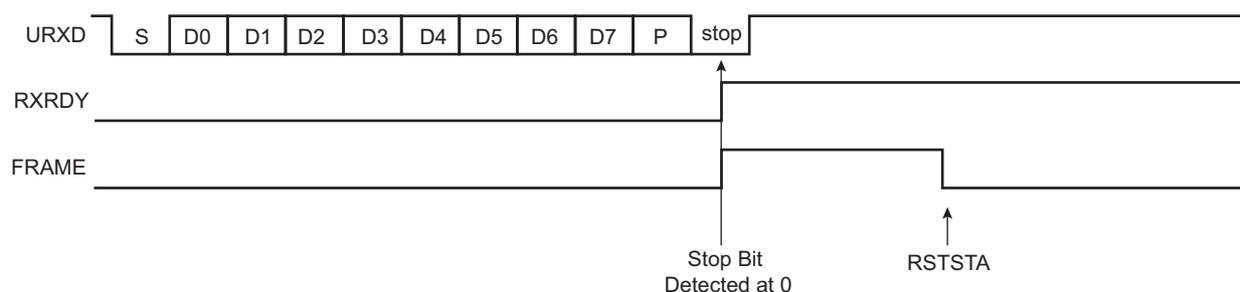 URXD S D0 D1 D2 D3 D4 D5 D6 D7 P stop
RXRDY
FRAME
Stop Bit
Detected at 0
RSTSTA